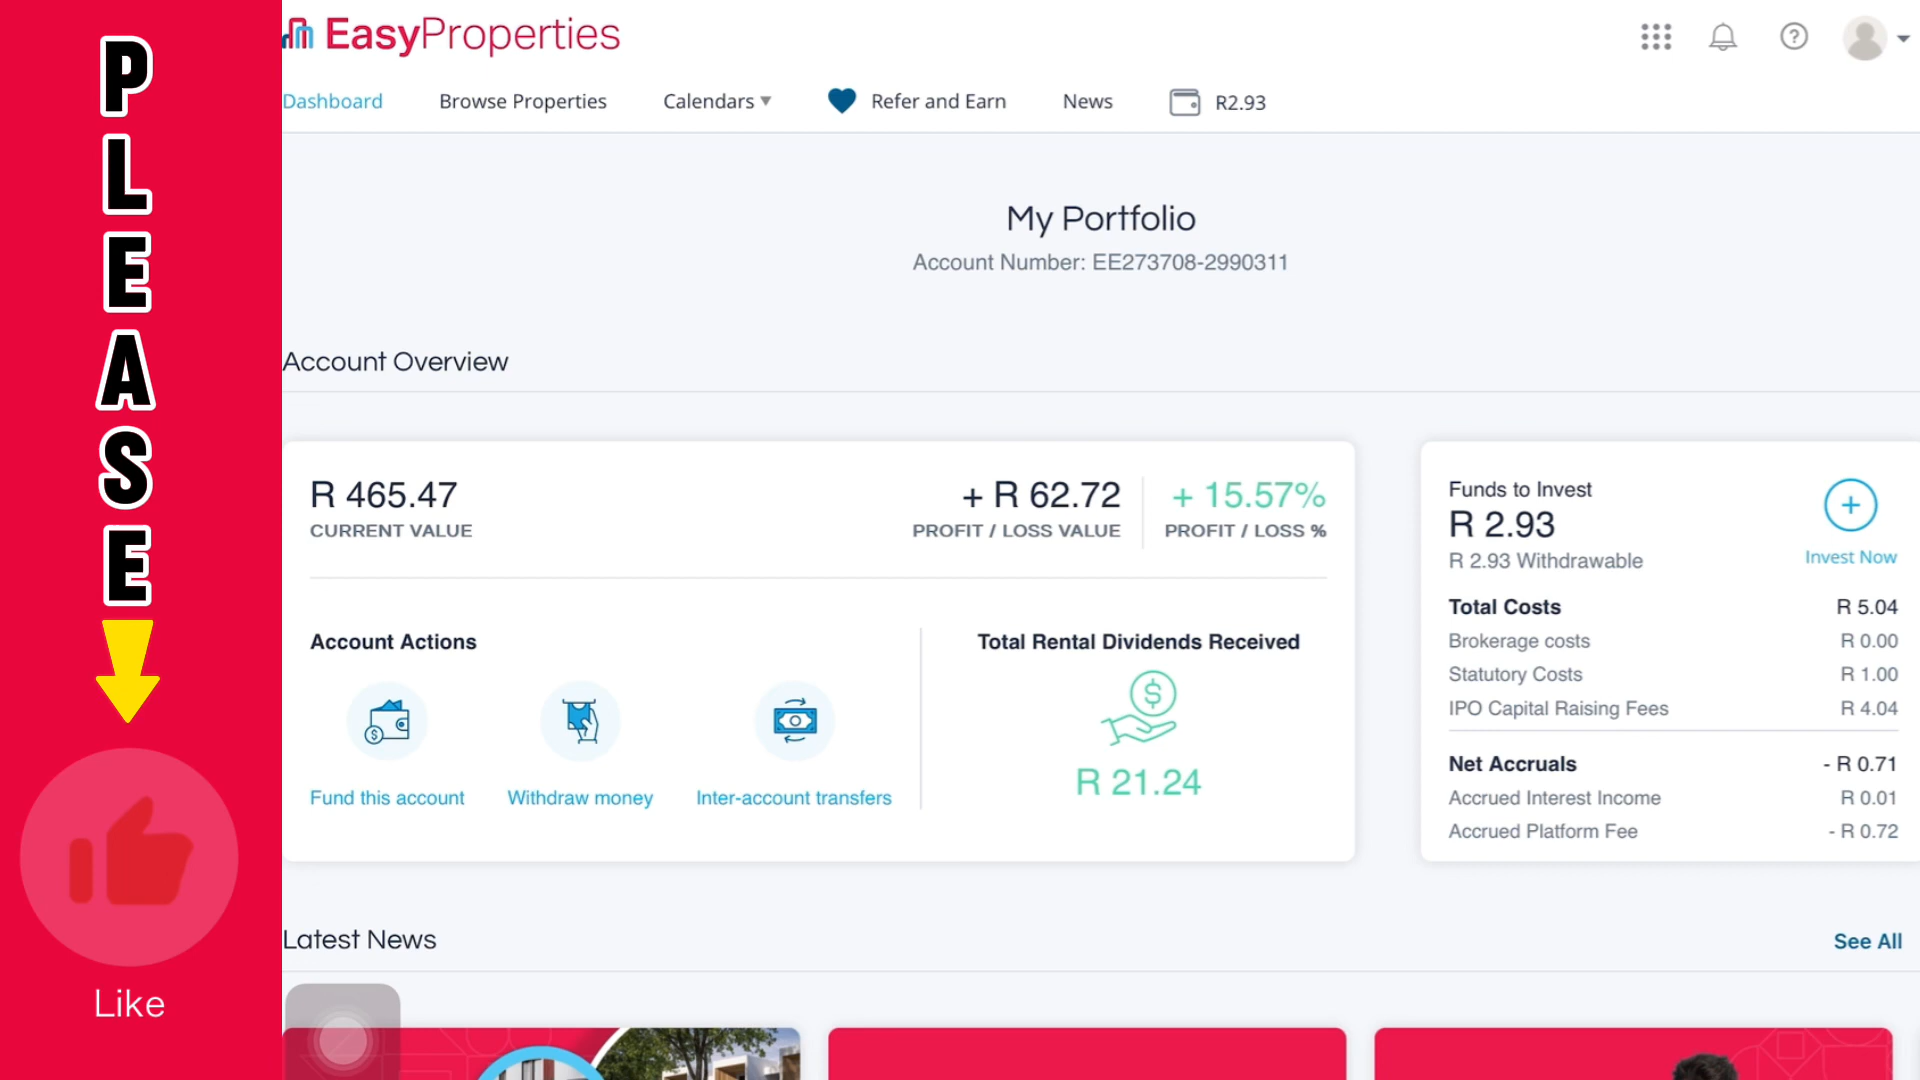 PLEASE
Like
EasyProperties
Dashboard
Browse Properties
Calendars
Refer and Earn
News
R2.93
My Portfolio
Account Number: EE273708-2990311
Account Overview
R 465.47
CURRENT VALUE
+ R 62.72
PROFIT / LOSS VALUE
+ 15.57%
PROFIT / LOSS %
Account Actions
Fund this account
Withdraw money
Inter-account transfers
Total Rental Dividends Received
R 21.24
Funds to Invest
R 2.93
R 2.93 Withdrawable
Invest Now
Total Costs R 5.04
Brokerage costs R 0.00
Statutory Costs R 1.00
IPO Capital Raising Fees R 4.04
Net Accruals - R 0.71
Accrued Interest Income R 0.01
Accrued Platform Fee - R 0.72
Latest News
See All